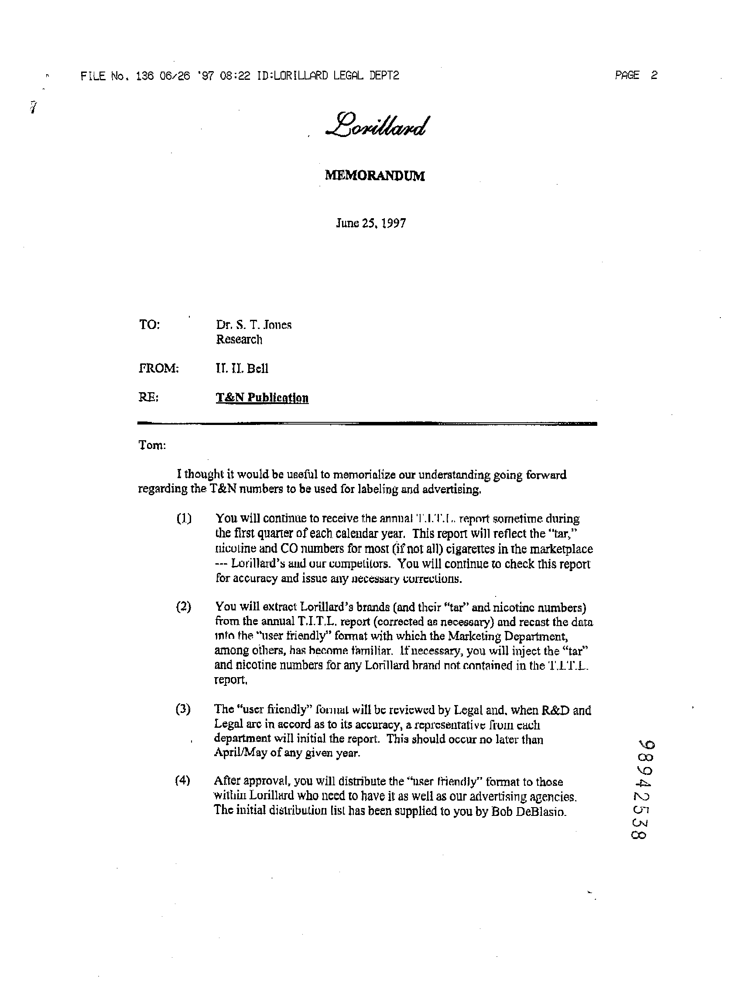 FILE No. 136 06/26 '97 08:22 ID:LORILLARD LEGAL DEPT2 PAGE 2
Lorillard
MEMORANDUM
June 25, 1997
TO: Dr. S. T. Jones
Research
FROM: H. H. Bell
RE: T&N Publication
Tom:
I thought it would be useful to memorialize our understanding going forward
regarding the T&N numbers to be used for labeling and advertising.
(1) You will continue to receive the annual T.I.T.L. report sometime during
the first quarter of each calendar year. This report will reflect the "tar,"
nicotine and CO numbers for most (if not all) cigarettes in the marketplace
--- Lorillard's and our competitors. You will continue to check this report
for accuracy and issue any necessary corrections.
(2) You will extract Lorillard's brands (and their "tar" and nicotine numbers)
from the annual T.I.T.L. report (corrected as necessary) and recast the data
into the "user friendly" format with which the Marketing Department,
among others, has become familiar. If necessary, you will inject the "tar"
and nicotine numbers for any Lorillard brand not contained in the T.I.T.L.
report.
(3) The "user friendly" format will be reviewed by Legal and, when R&D and
Legal are in accord as to its accuracy, a representative from each
department will initial the report. This should occur no later than
April/May of any given year.
(4) After approval, you will distribute the "user friendly" format to those
within Lorillard who need to have it as well as our advertising agencies.
The initial distribution list has been supplied to you by Bob DeBlasio.
98942538